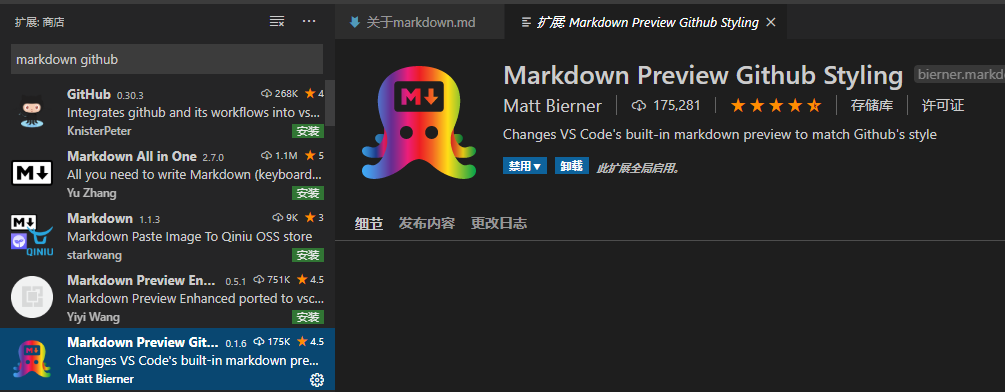 扩展: 商店
markdown github
GitHub 0.30.3 268K 4
Integrates github and its workflows into vs...
KnisterPeter 安装
Markdown All in One 2.7.0 1.1M 5
All you need to write Markdown (keyboard...
Yu Zhang 安装
Markdown 1.1.3 9K 3
Markdown Paste Image To Qiniu OSS store
starkwang 安装
QINIU
Markdown Preview En... 0.5.1 751K 4.5
Markdown Preview Enhanced ported to vsc...
Yiyi Wang 安装
Markdown Preview Git... 0.1.6 175K 4.5
Changes VS Code's built-in markdown pre...
Matt Bierner
关于markdown.md
扩展: Markdown Preview Github Styling
Markdown Preview Github Styling bierner.markdo
Matt Bierner 175,281 存储库 许可证
Changes VS Code's built-in markdown preview to match Github's style
禁用 卸载 此扩展全局启用。
细节 发布内容 更改日志